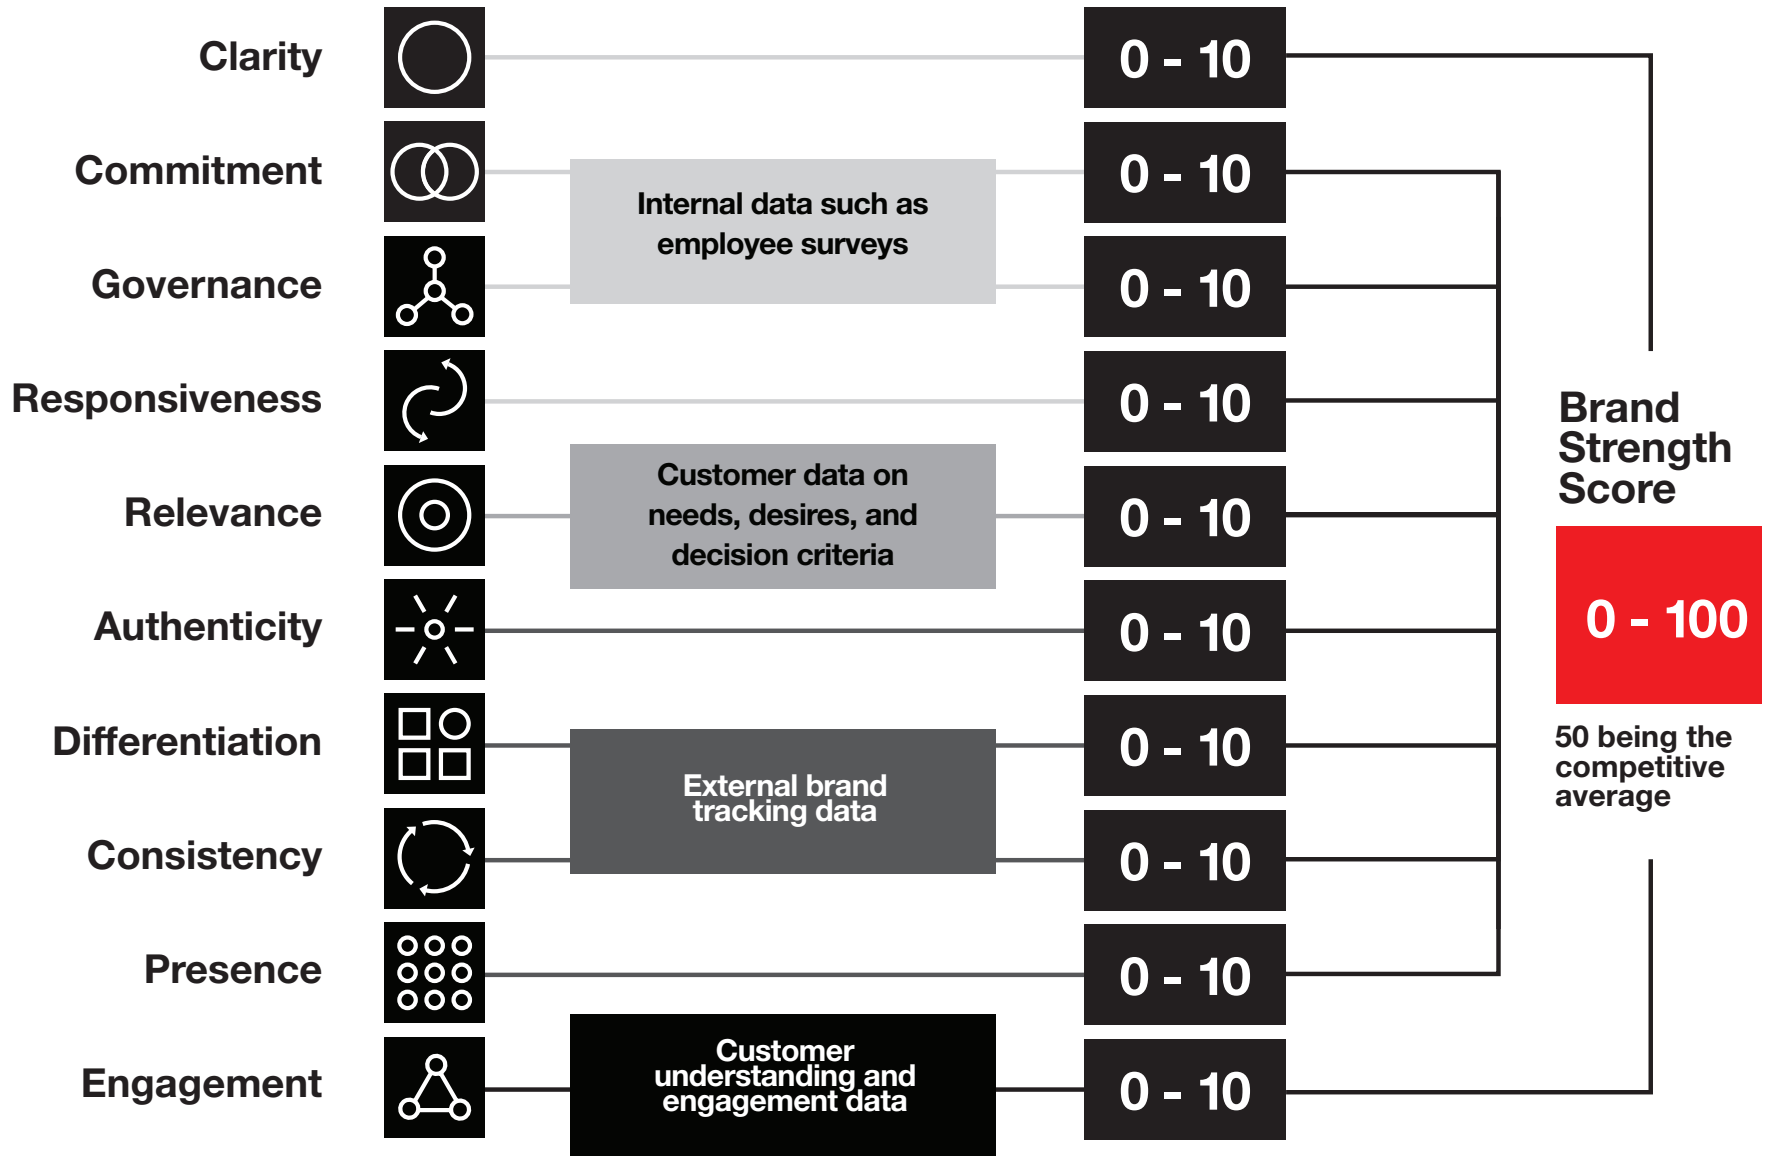 Clarity
0 - 10
Commitment
0 - 10
Internal data such as
employee surveys
Governance
0 - 10
Responsiveness
0 - 10
Customer data on
needs, desires, and
decision criteria
Relevance
0 - 10
Authenticity
0 - 10
Differentiation
0 - 10
External brand
tracking data
Consistency
0 - 10
Presence
0 - 10
Customer
understanding and
engagement data
Engagement
0 - 10
Brand
Strength
Score
0 - 100
50 being the
competitive
average